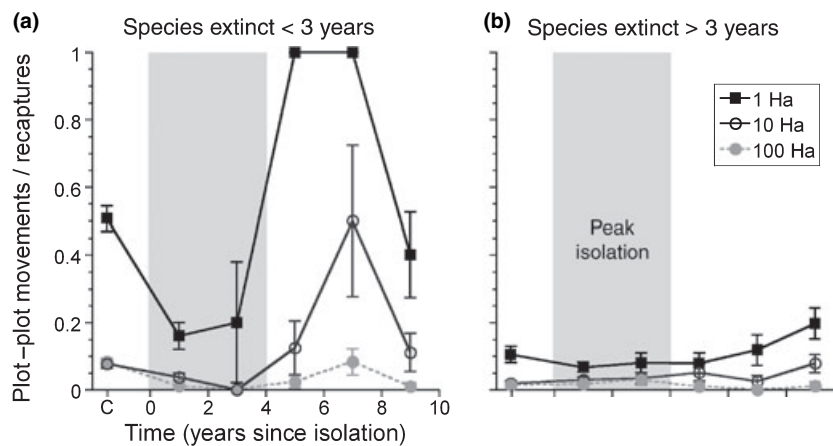 (a)
Species extinct < 3 years
(b)
Species extinct > 3 years
Plot–plot movements / recaptures
1
0.8
0.6
0.4
0.2
0
C 0 2 4 6 8 10
Time (years since isolation)
Peak
isolation
1 Ha
10 Ha
100 Ha